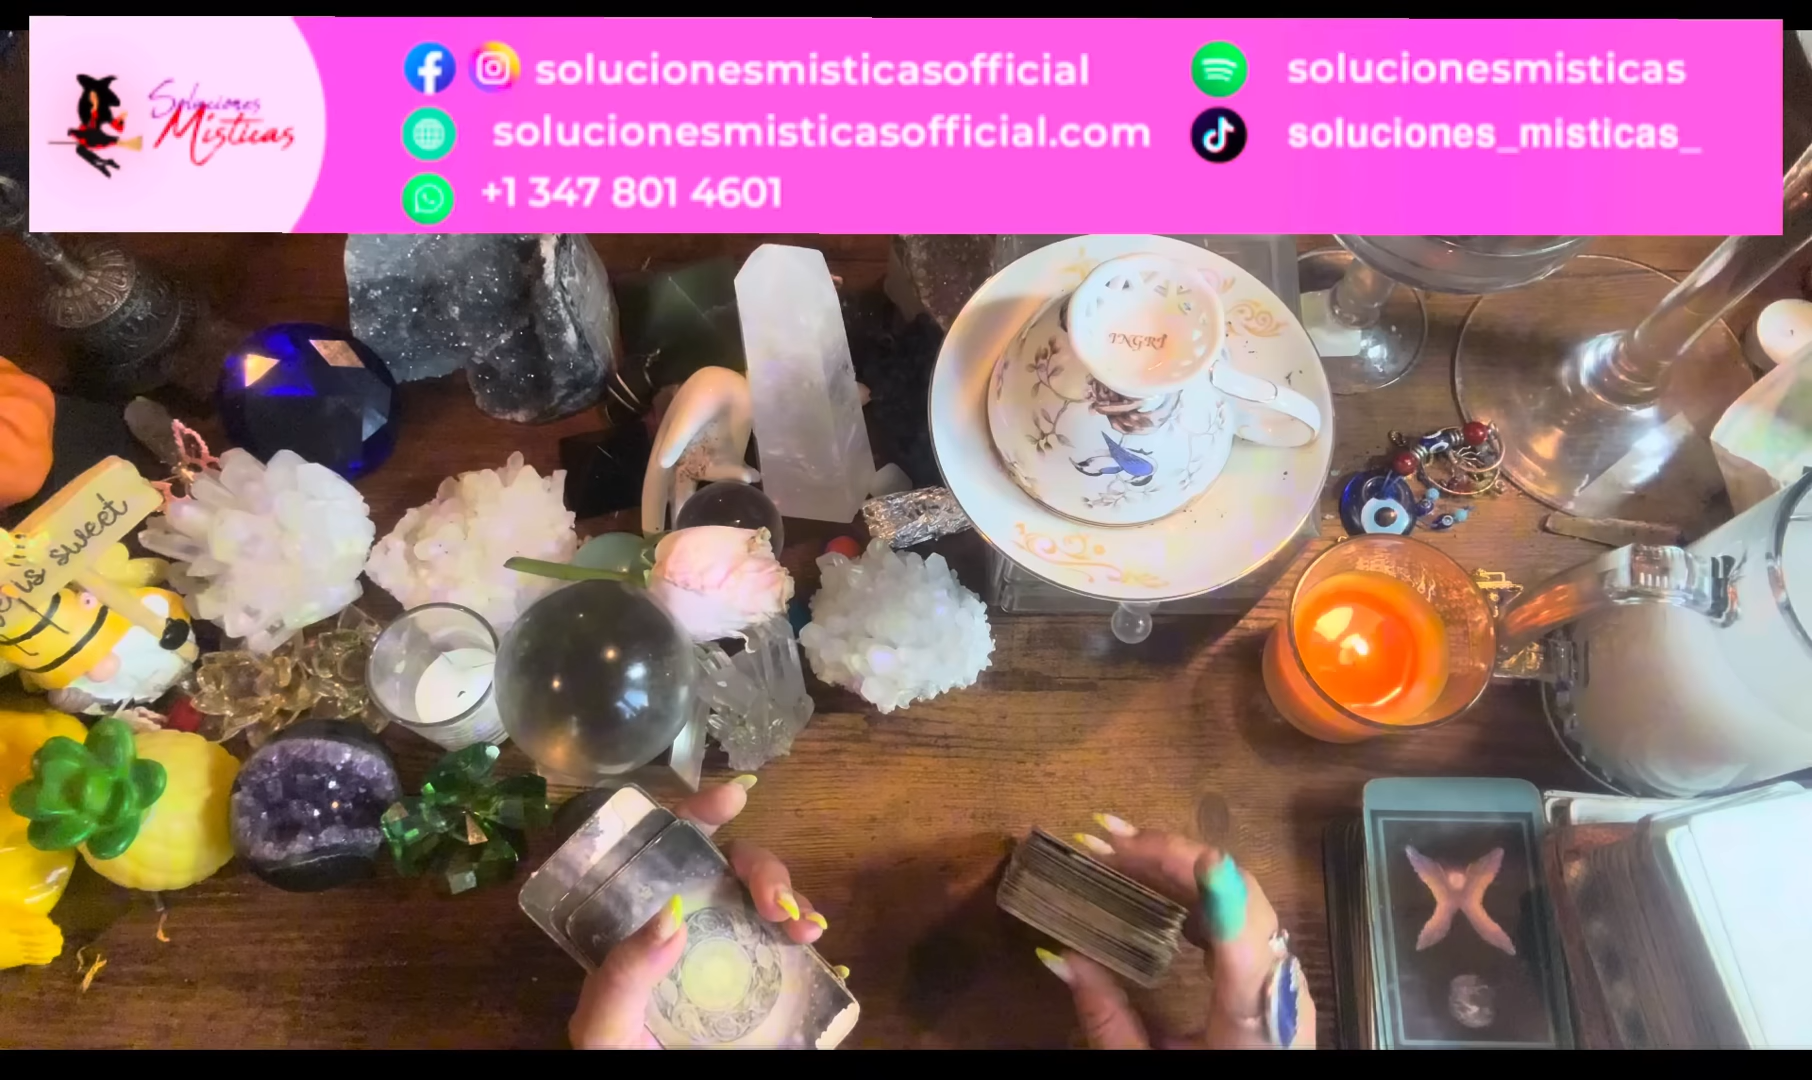 Soluciones
Misticas
solucionesmisticasofficial
solucionesmisticasofficial.com
+1 347 801 4601
solucionesmisticas
soluciones_misticas_
INGRI
is sweet